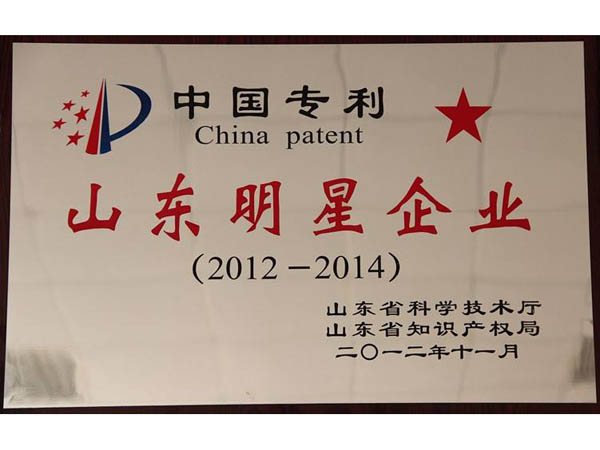 中国专利
China patent
山东明星企业
(2012－2014)
山东省科学技术厅
山东省知识产权局
二〇一二年十一月